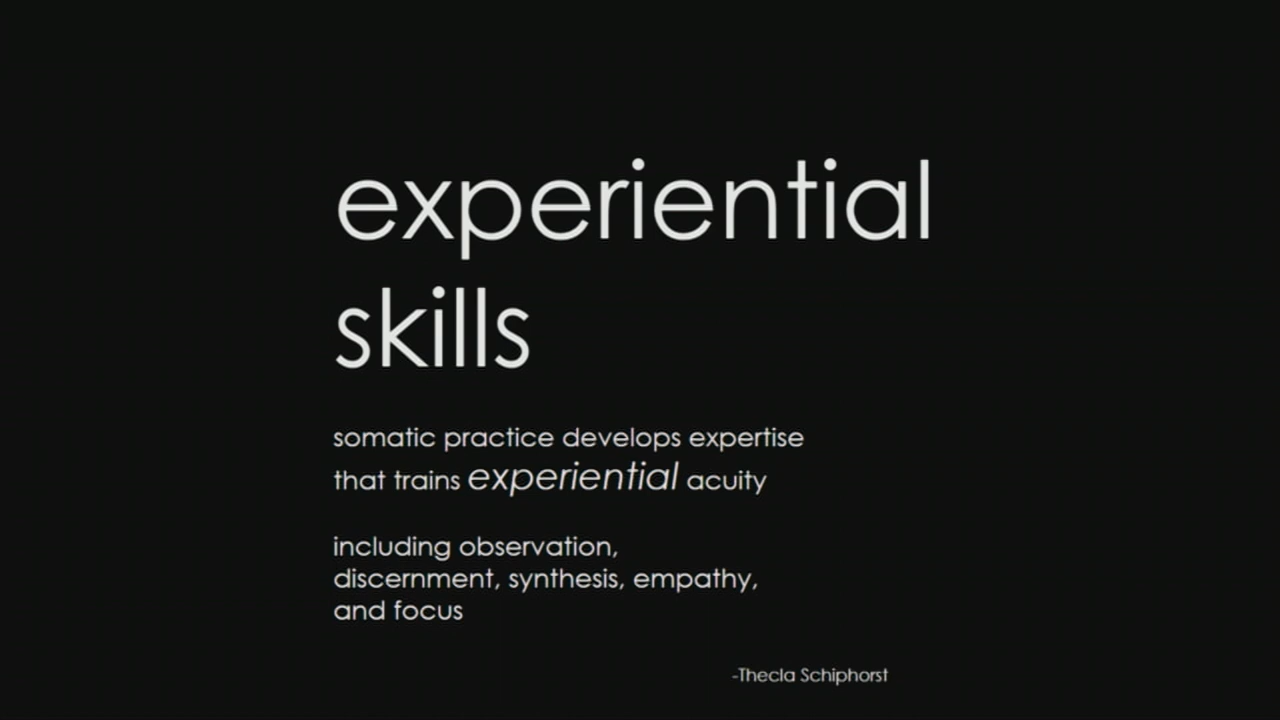 experiential
skills
somatic practice develops expertise
that trains experiential acuity
including observation,
discernment, synthesis, empathy,
and focus
-Thecla Schiphorst